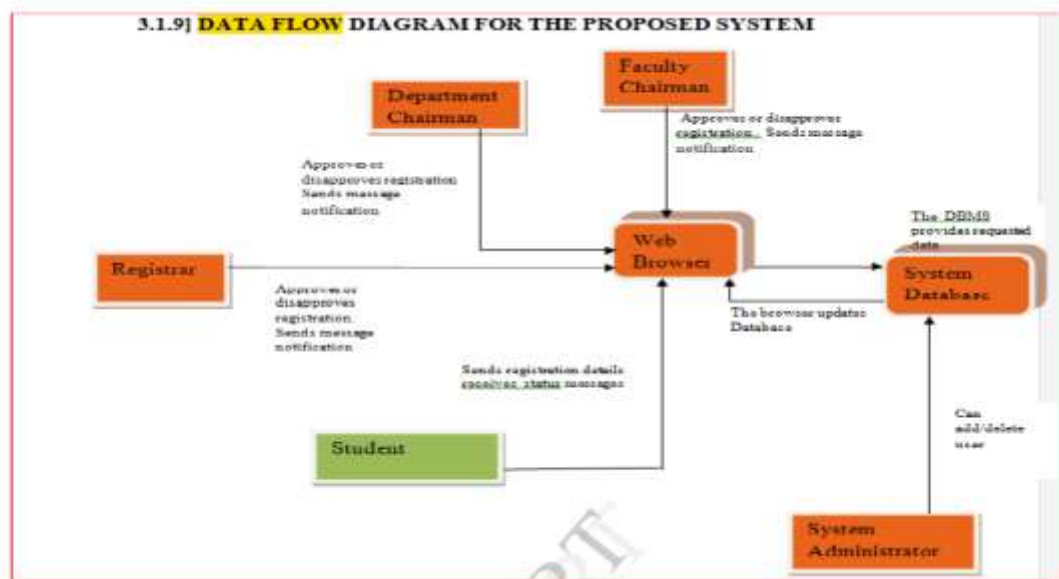 3.1.9] DATA FLOW DIAGRAM FOR THE PROPOSED SYSTEM
Faculty
Chairman
Department
Chairman
Approves or disapproves
registration. Sends message
notification
Approves or
disapproves registration
Sends message
notification
The DBMS
provides requested
data
Web
Browser
Registrar
System
Database
Approves or
disapproves
registration.
Sends message
notification
The browser updates
Database
Sends registration details
receives status messages
Can
add/delete
user
Student
System
Administrator